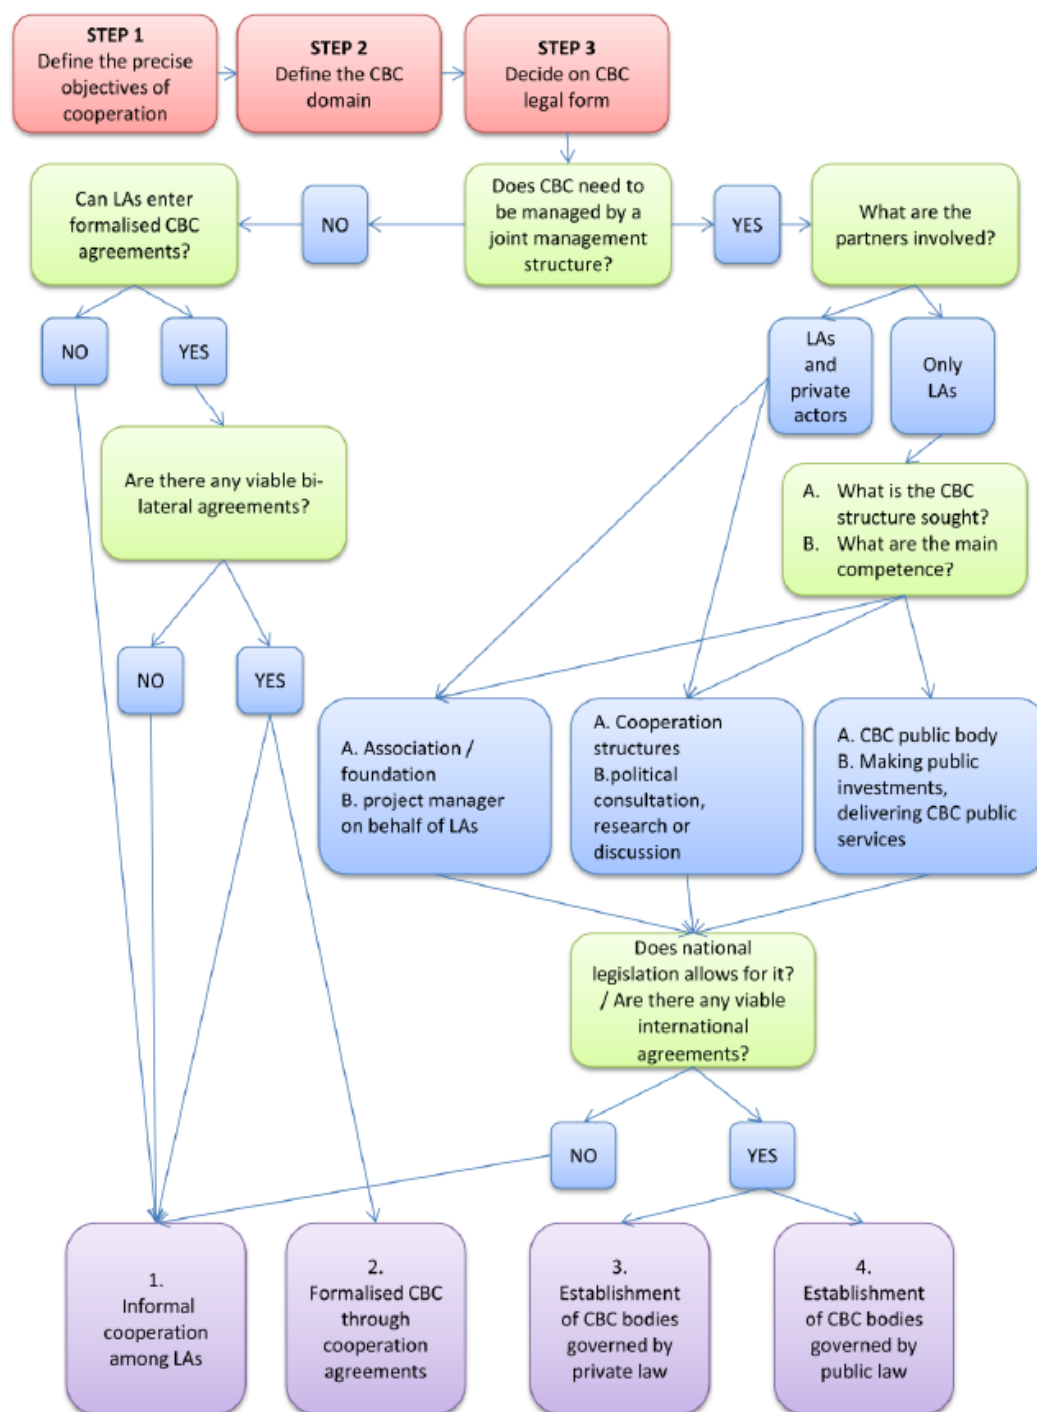 STEP 1
Define the precise
objectives of
cooperation
STEP 2
Define the CBC
domain
STEP 3
Decide on CBC
legal form
Can LAs enter
formalised CBC
agreements?
NO
Does CBC need to
be managed by a
joint management
structure?
YES
What are the
partners involved?
NO
YES
LAs
and
private
actors
Only
LAs
Are there any viable bi-
lateral agreements?
A. What is the CBC
structure sought?
B. What are the main
competence?
NO
YES
A. Association /
foundation
B. project manager
on behalf of LAs
A. Cooperation
structures
B.political
consultation,
research or
discussion
A. CBC public body
B. Making public
investments,
delivering CBC public
services
Does national
legislation allows for it?
/ Are there any viable
international
agreements?
NO
YES
1.
Informal
cooperation
among LAs
2.
Formalised CBC
through
cooperation
agreements
3.
Establishment
of CBC bodies
governed by
private law
4.
Establishment
of CBC bodies
governed by
public law